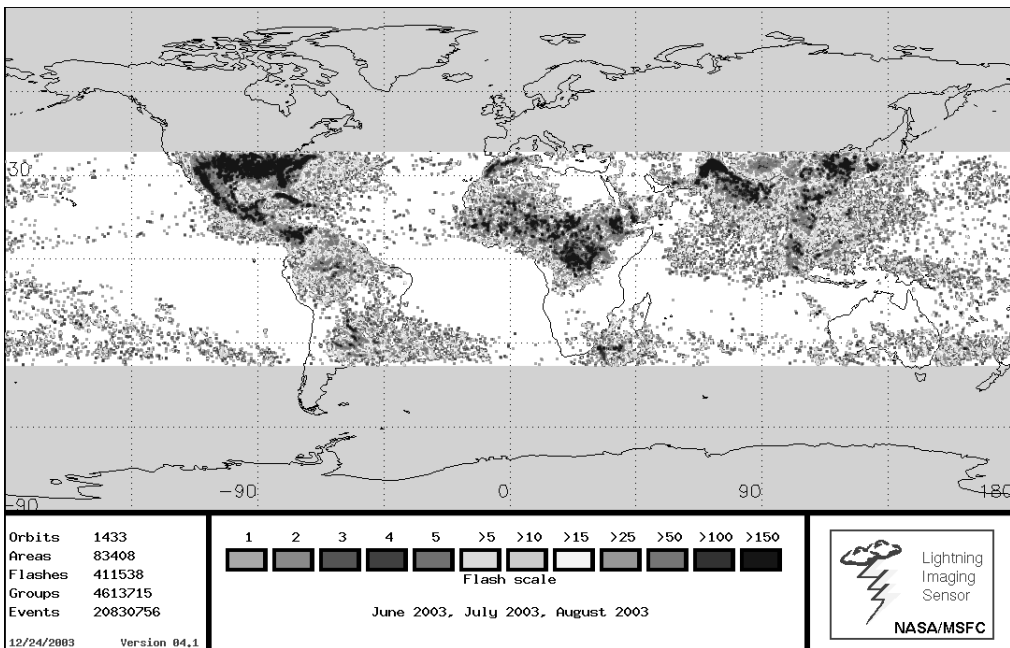 30
-90
-90
0
90
180
Orbits 1433
Areas 83408
Flashes 411538
Groups 4613715
Events 20830756
12/24/2003 Version 04.1
1 2 3 4 5 >5 >10 >15 >25 >50 >100 >150
Flash scale
June 2003, July 2003, August 2003
Lightning
Imaging
Sensor
NASA/MSFC